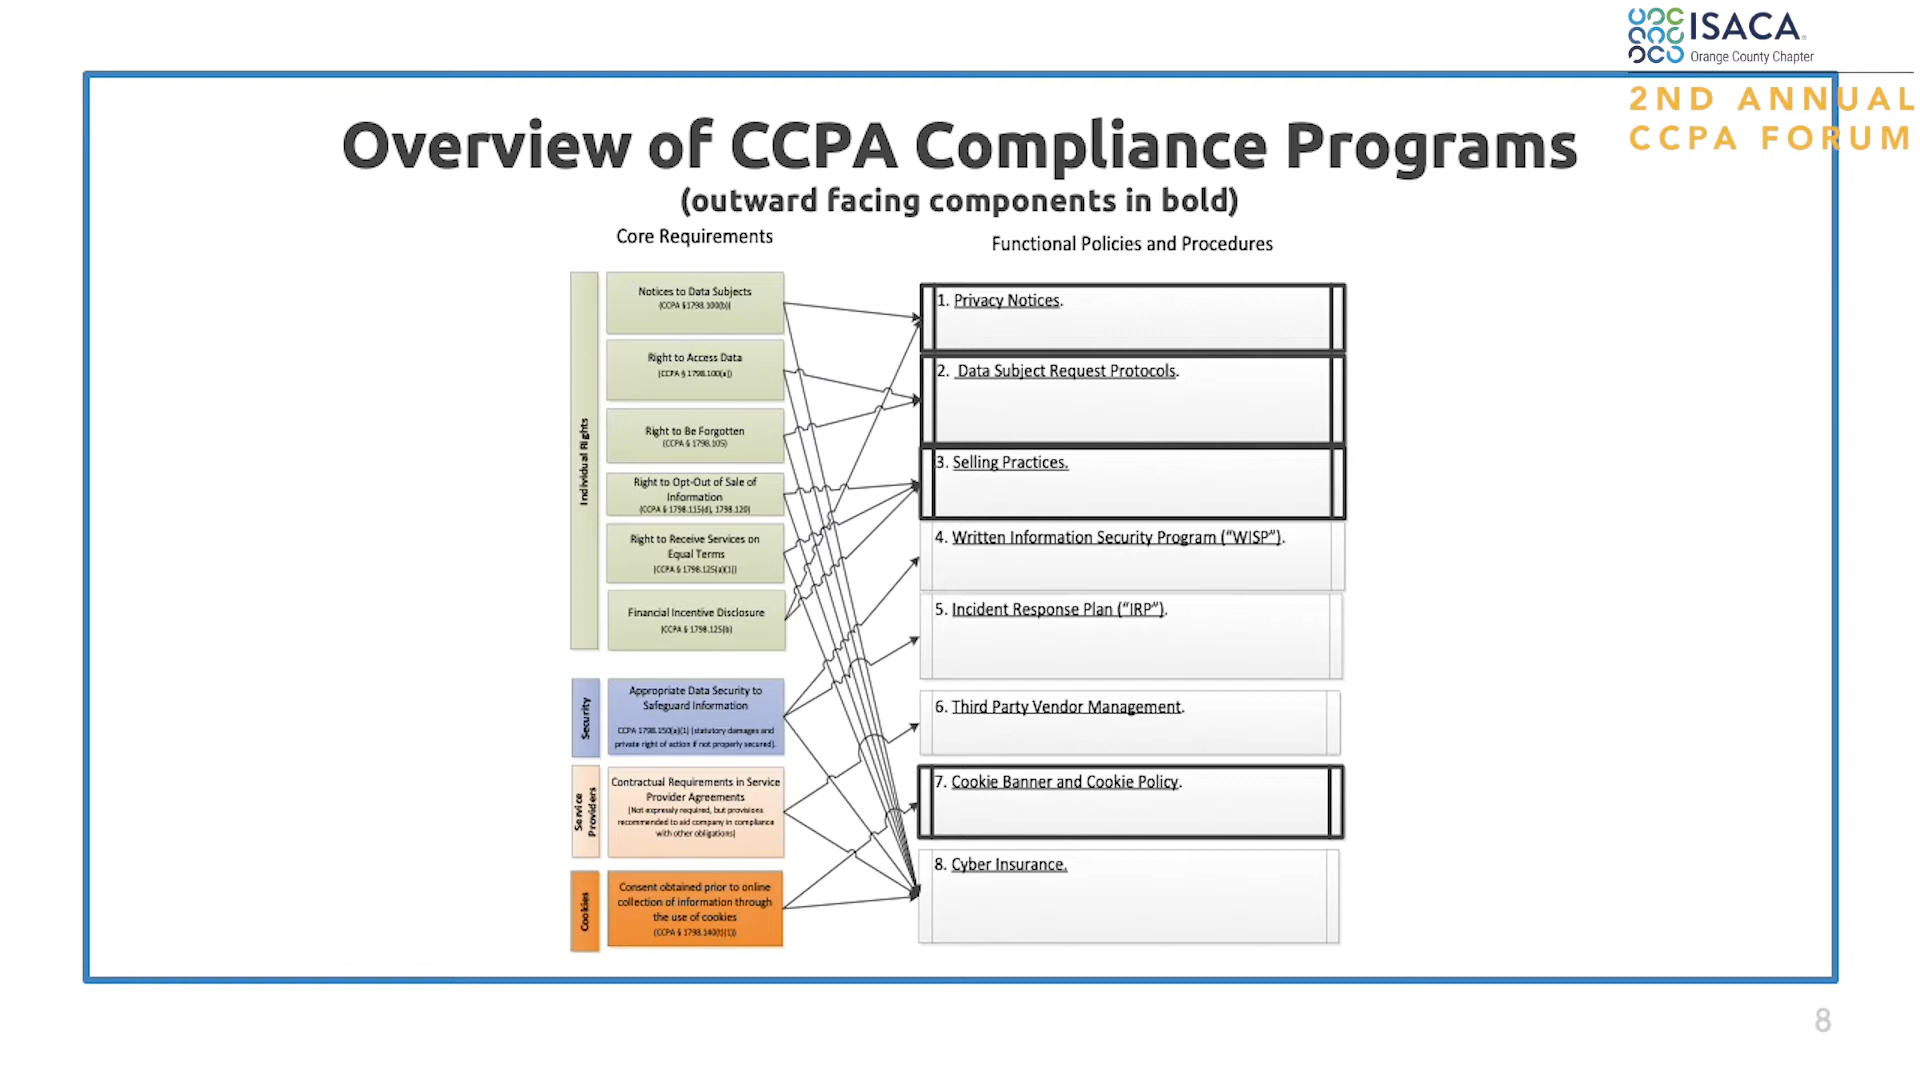 ISACA
Orange County Chapter
2ND ANNUAL
CCPA FORUM
Overview of CCPA Compliance Programs
(outward facing components in bold)
Core Requirements
Functional Policies and Procedures
Individual Rights
Notices to Data Subjects
(CCPA §1798.100(b))
Right to Access Data
(CCPA § 1798.100(a))
Right to Be Forgotten
(CCPA § 1798.105)
Right to Opt-Out of Sale of
Information
(CCPA § 1798.115(d), 1798.120)
Right to Receive Services on
Equal Terms
(CCPA § 1798.125(a)(1))
Financial Incentive Disclosure
(CCPA § 1798.125(b)
Security
Appropriate Data Security to
Safeguard Information
CCPA 1798.150(a)(1) (statutory damages and
private right of action if not properly secured).
Service
Providers
Contractual Requirements in Service
Provider Agreements
(Not expressly required, but provisions
recommended to aid company in compliance
with other obligations)
Cookies
Consent obtained prior to online
collection of information through
the use of cookies
(CCPA § 1798.140(t)(1))
1. Privacy Notices.
2. Data Subject Request Protocols.
3. Selling Practices.
4. Written Information Security Program (“WISP”).
5. Incident Response Plan (“IRP”).
6. Third Party Vendor Management.
7. Cookie Banner and Cookie Policy.
8. Cyber Insurance.
8